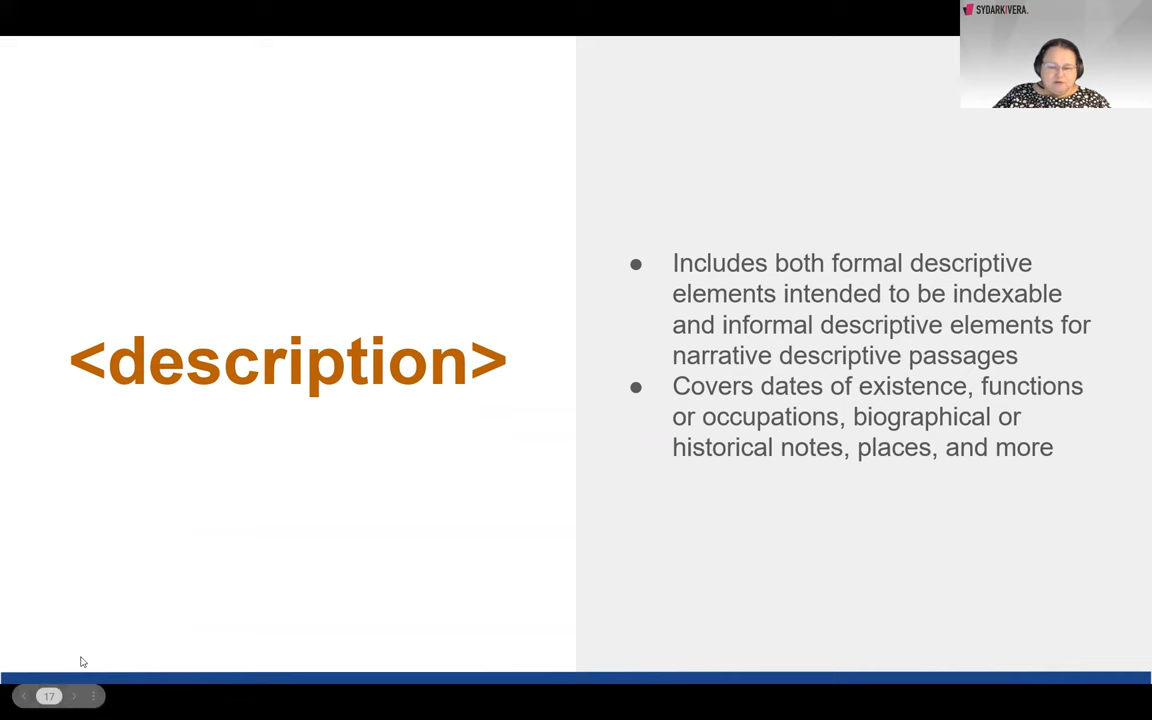 SYDARKIVERA.
<description>
● Includes both formal descriptive
elements intended to be indexable
and informal descriptive elements for
narrative descriptive passages
● Covers dates of existence, functions
or occupations, biographical or
historical notes, places, and more
17